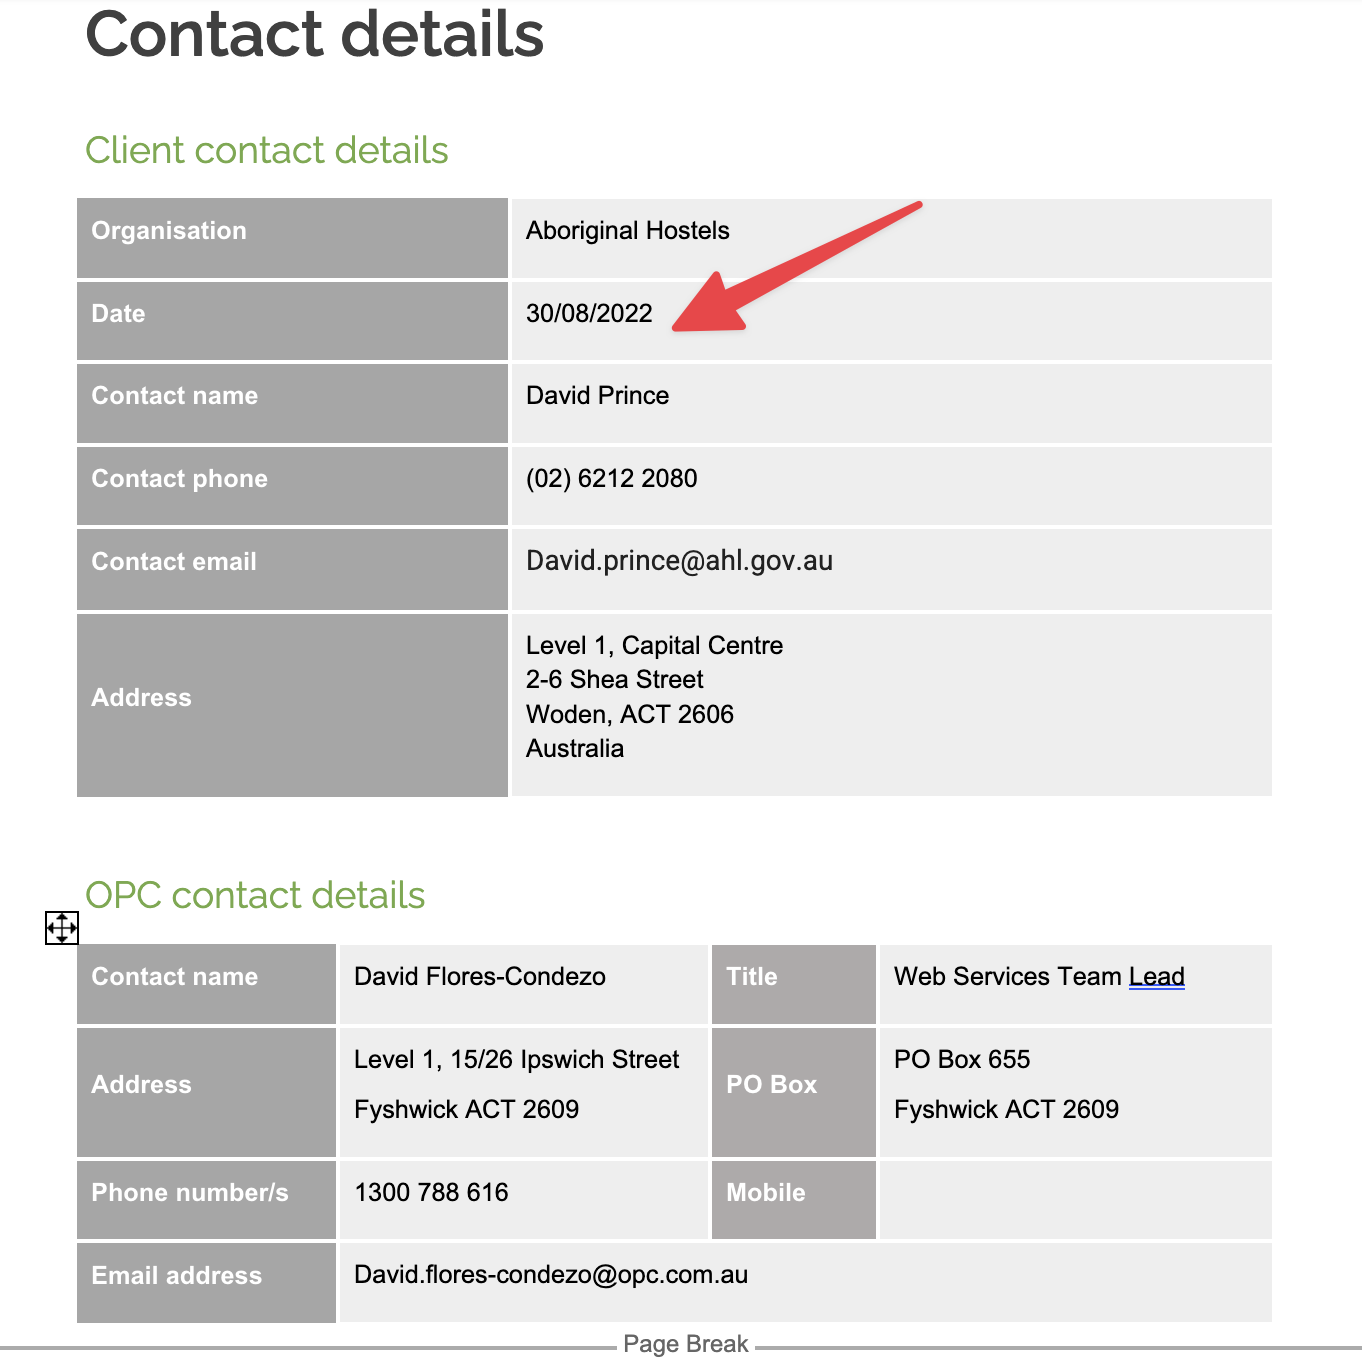 Contact details
Client contact details
Organisation
Aboriginal Hostels
Date
30/08/2022
Contact name
David Prince
Contact phone
(02) 6212 2080
Contact email
David.prince@ahl.gov.au
Address
Level 1, Capital Centre
2-6 Shea Street
Woden, ACT 2606
Australia
OPC contact details
Contact name
David Flores-Condezo
Title
Web Services Team Lead
Address
Level 1, 15/26 Ipswich Street
Fyshwick ACT 2609
PO Box
PO Box 655
Fyshwick ACT 2609
Phone number/s
1300 788 616
Mobile
Email address
David.flores-condezo@opc.com.au
Page Break